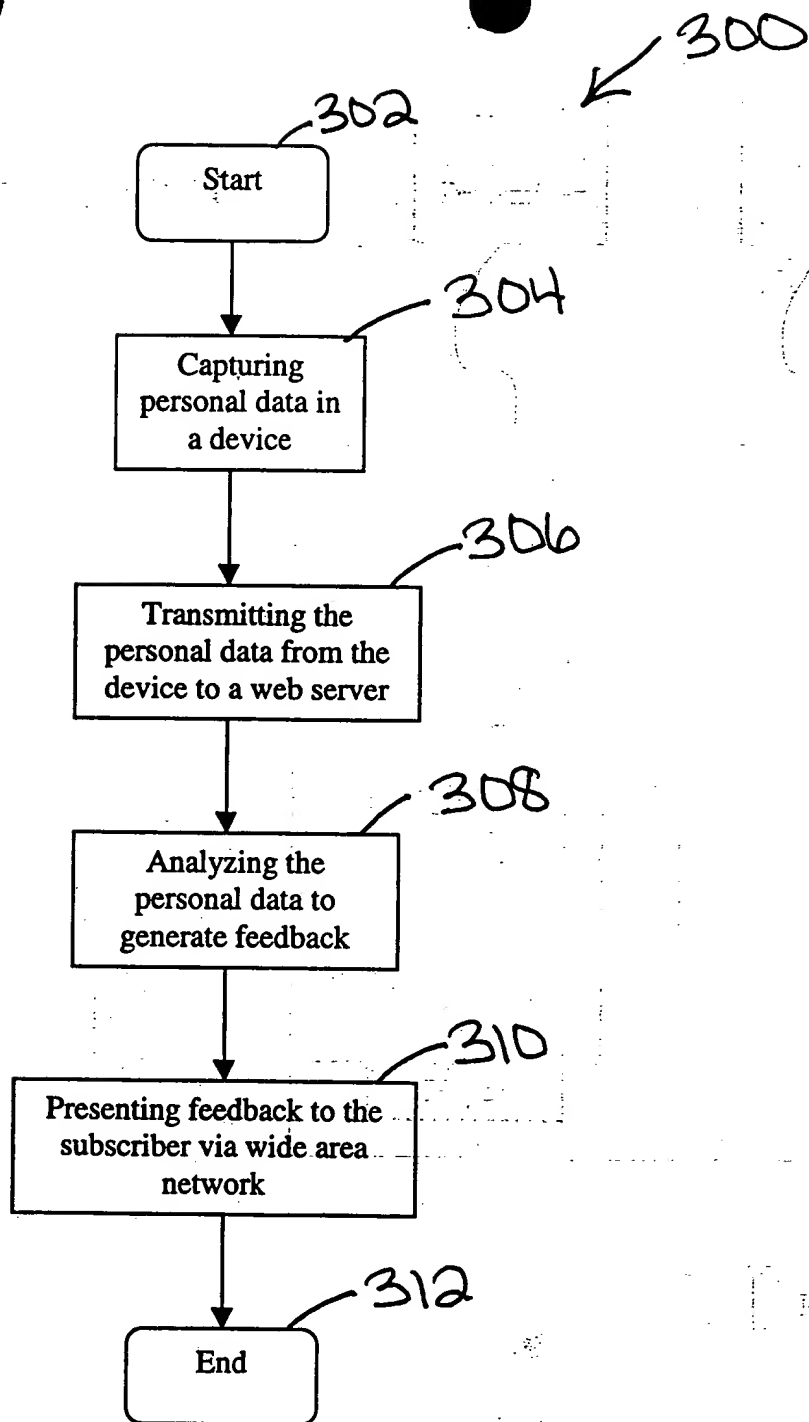 300
302
Start
304
Capturing
personal data in
a device
306
Transmitting the
personal data from the
device to a web server
308
Analyzing the
personal data to
generate feedback
310
Presenting feedback to the
subscriber via wide area
network
312
End